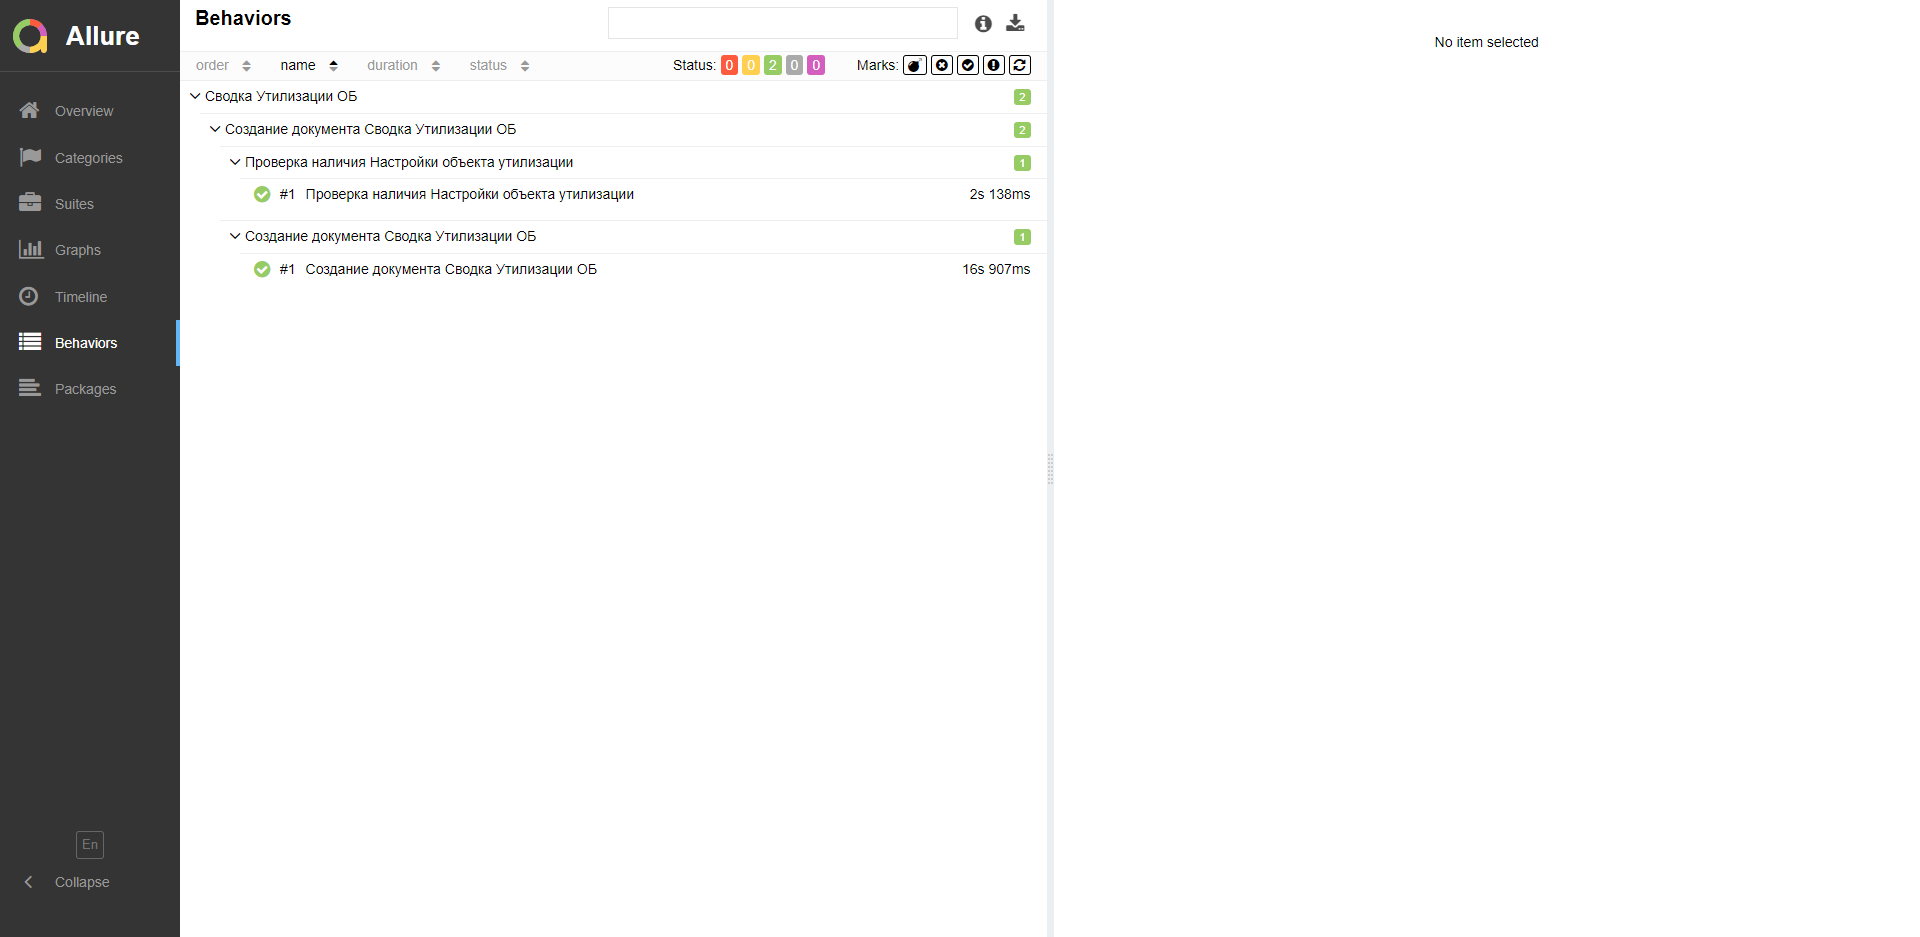 Allure
Overview
Categories
Suites
Graphs
Timeline
Behaviors
Packages
En
Collapse
Behaviors
order name duration status Status: 0 0 2 0 0 Marks:
Сводка Утилизации ОБ 2
Создание документа Сводка Утилизации ОБ 2
Проверка наличия Настройки объекта утилизации 1
#1 Проверка наличия Настройки объекта утилизации 2s 138ms
Создание документа Сводка Утилизации ОБ 1
#1 Создание документа Сводка Утилизации ОБ 16s 907ms
No item selected